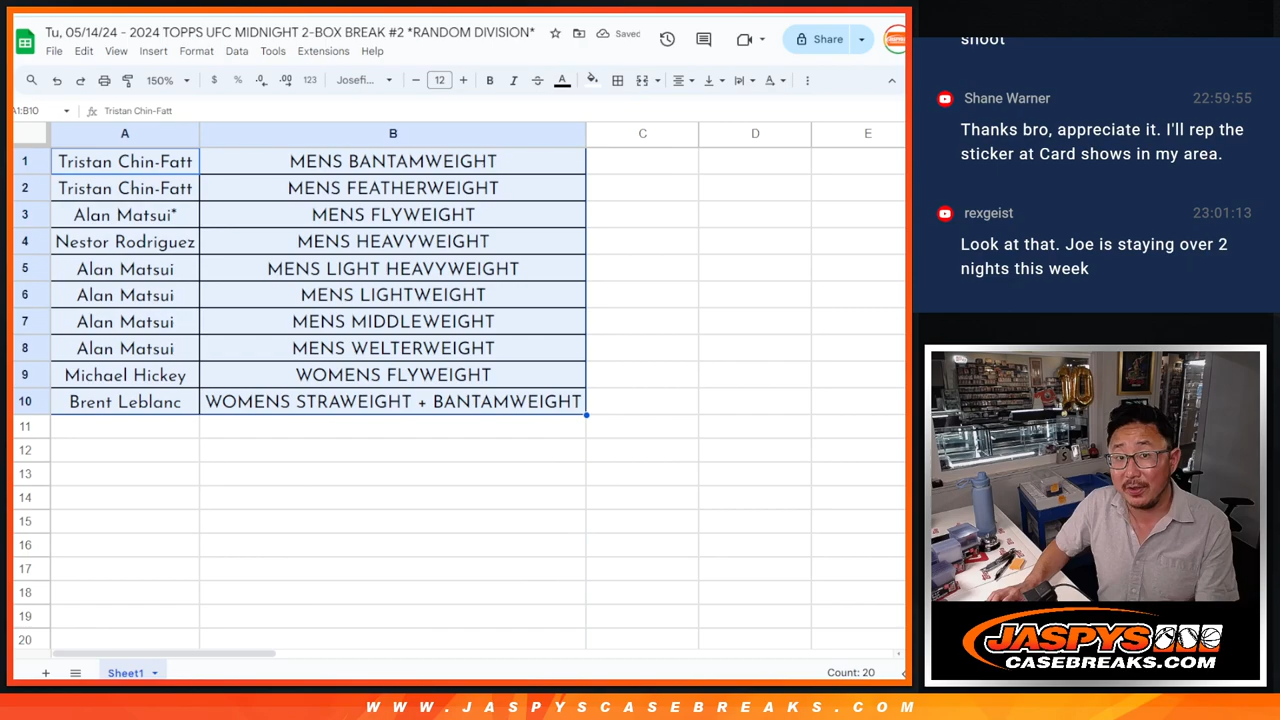 Tu, 05/14/24 - 2024 TOPPS UFC MIDNIGHT 2-BOX BREAK #2 *RANDOM DIVISION*
Saved
Share
File Edit View Insert Format Data Tools Extensions Help
150% $ % .0 .00 123 Josefi... 12 B I A
A1:B10 fx Tristan Chin-Fatt
A B C D E
1 Tristan Chin-Fatt MENS BANTAMWEIGHT
2 Tristan Chin-Fatt MENS FEATHERWEIGHT
3 Alan Matsui* MENS FLYWEIGHT
4 Nestor Rodriguez MENS HEAVYWEIGHT
5 Alan Matsui MENS LIGHT HEAVYWEIGHT
6 Alan Matsui MENS LIGHTWEIGHT
7 Alan Matsui MENS MIDDLEWEIGHT
8 Alan Matsui MENS WELTERWEIGHT
9 Michael Hickey WOMENS FLYWEIGHT
10 Brent Leblanc WOMENS STRAWEIGHT + BANTAMWEIGHT
11
12
13
14
15
16
17
18
19
20
Sheet1
Count: 20
shoot
Shane Warner 22:59:55
Thanks bro, appreciate it. I'll rep the
sticker at Card shows in my area.
rexgeist 23:01:13
Look at that. Joe is staying over 2
nights this week
10
JASPYS
CASEBREAKS.COM
WWW.JASPYSCASEBREAKS.COM